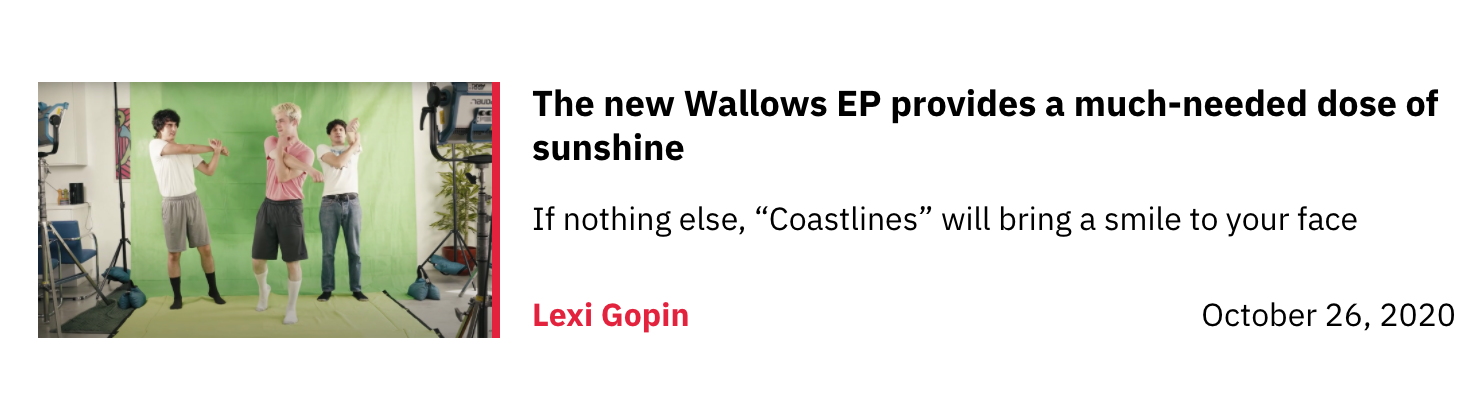 The new Wallows EP provides a much-needed dose of
sunshine
If nothing else, “Coastlines” will bring a smile to your face
Lexi Gopin
October 26, 2020